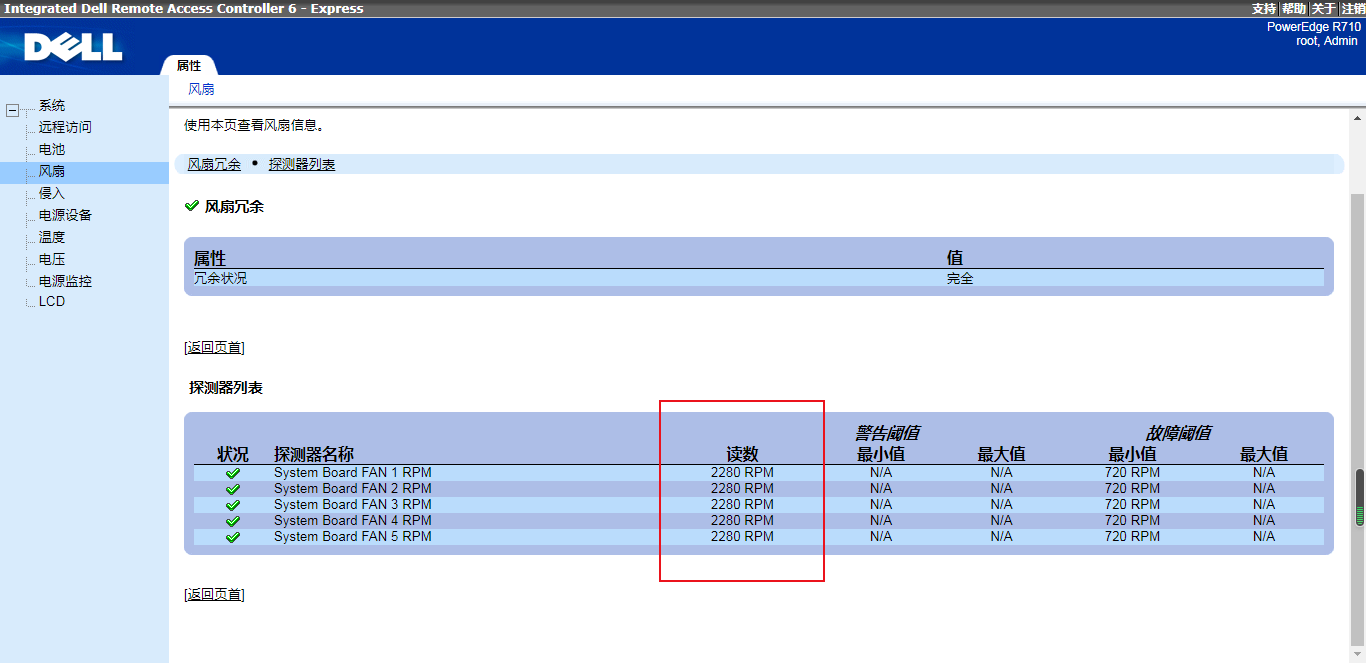 Integrated Dell Remote Access Controller 6 - Express 支持 帮助 关于 注销
PowerEdge R710
root, Admin
DELL
属性
风扇
系统
远程访问
电池
风扇
侵入
电源设备
温度
电压
电源监控
LCD
使用本页查看风扇信息。
风扇冗余 • 探测器列表
风扇冗余
属性 值
冗余状况 完全
[返回页首]
探测器列表
警告阈值 故障阈值
状况 探测器名称 读数 最小值 最大值 最小值 最大值
System Board FAN 1 RPM 2280 RPM N/A N/A 720 RPM N/A
System Board FAN 2 RPM 2280 RPM N/A N/A 720 RPM N/A
System Board FAN 3 RPM 2280 RPM N/A N/A 720 RPM N/A
System Board FAN 4 RPM 2280 RPM N/A N/A 720 RPM N/A
System Board FAN 5 RPM 2280 RPM N/A N/A 720 RPM N/A
[返回页首]